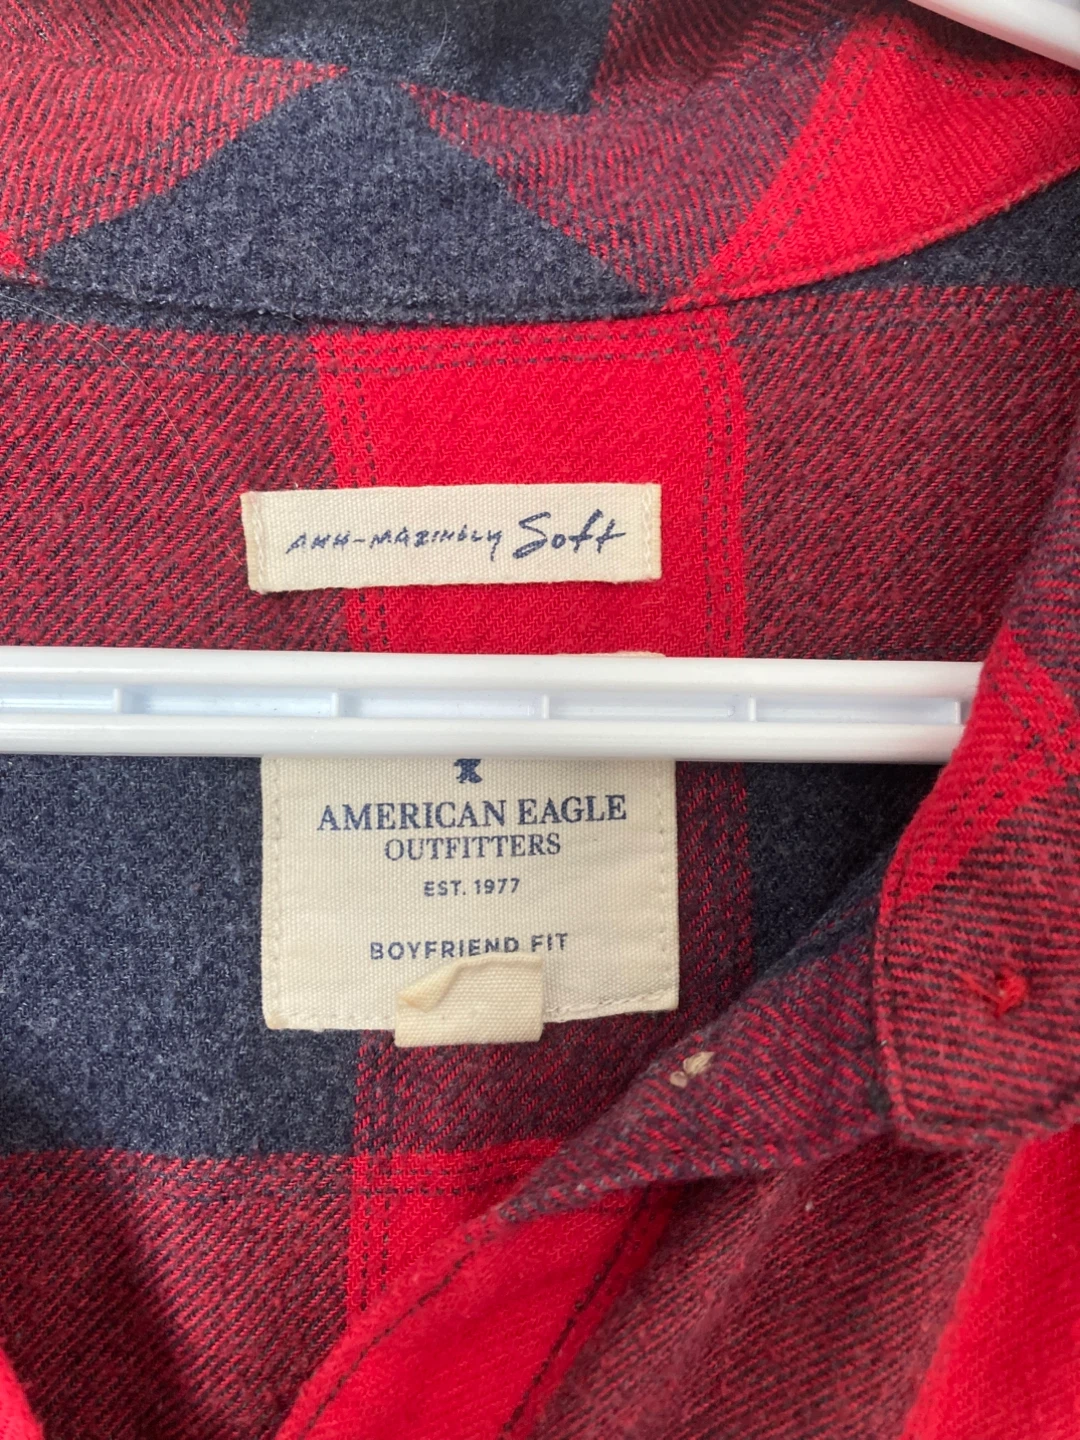 AHH-MAZINGLY Soft
AMERICAN EAGLE
OUTFITTERS
EST. 1977
BOYFRIEND FIT